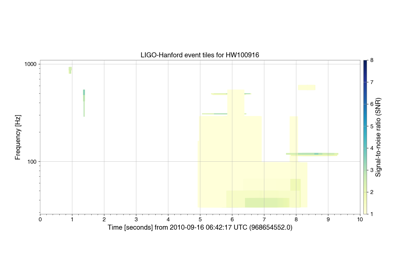 LIGO-Hanford event tiles for HW100916
1000
100
Frequency [Hz]
0 1 2 3 4 5 6 7 8 9 10
Time [seconds] from 2010-09-16 06:42:17 UTC (968654552.0)
8
7
6
5
4
3
2
1
Signal-to-noise ratio (SNR)